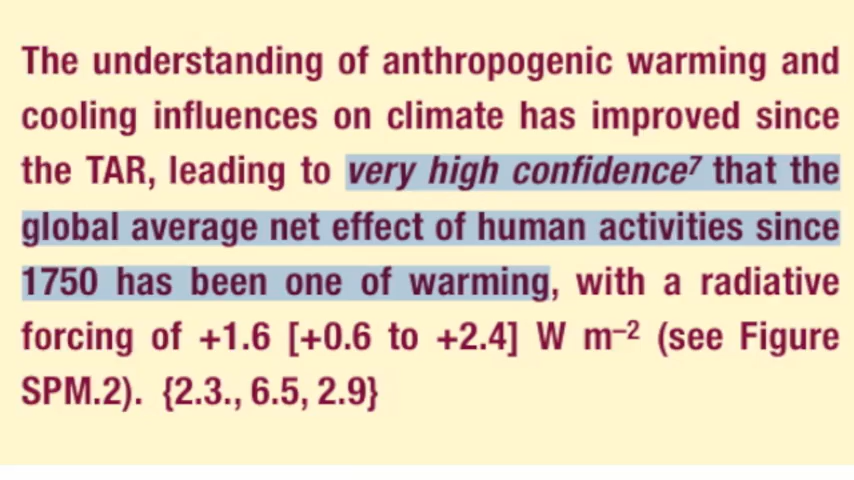 The understanding of anthropogenic warming and
cooling influences on climate has improved since
the TAR, leading to very high confidence⁷ that the
global average net effect of human activities since
1750 has been one of warming, with a radiative
forcing of +1.6 [+0.6 to +2.4] W m⁻² (see Figure
SPM.2). {2.3., 6.5, 2.9}